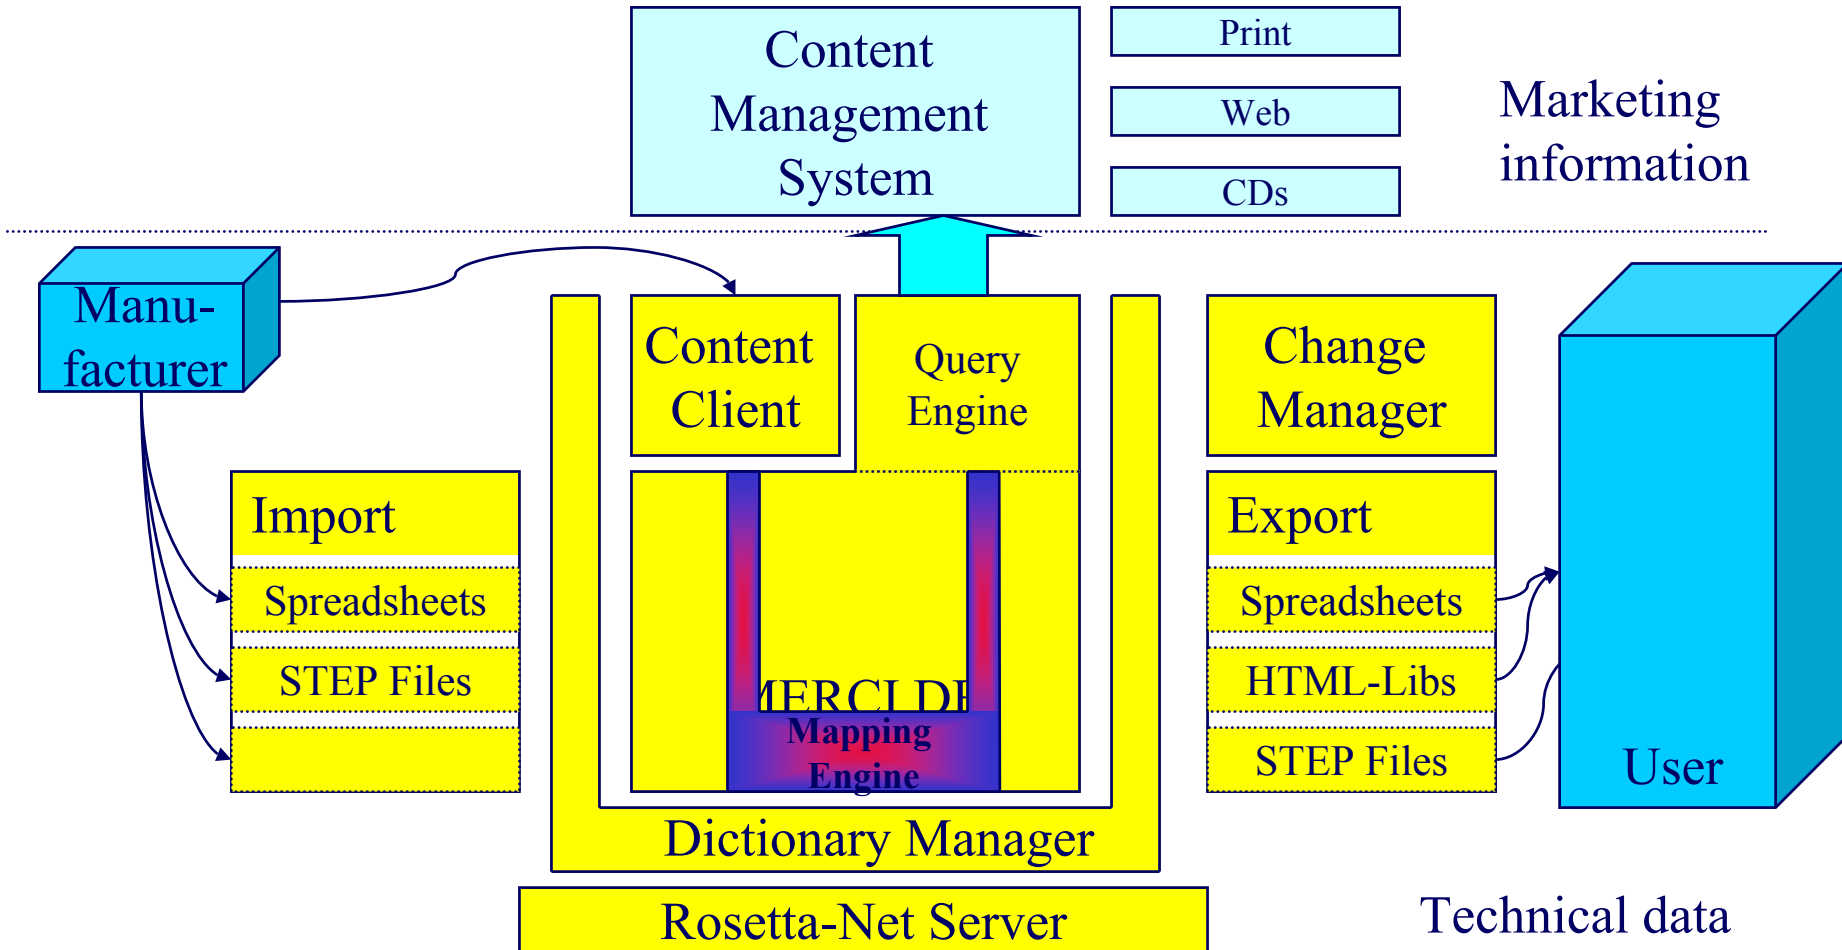 Content
Management
System
Print
Web
CDs
Marketing
information
Manu-
facturer
Content
Client
Query
Engine
Change
Manager
Import
Spreadsheets
STEP Files
Export
Spreadsheets
HTML-Libs
STEP Files
Mapping
Engine
User
Dictionary Manager
Rosetta-Net Server
Technical data